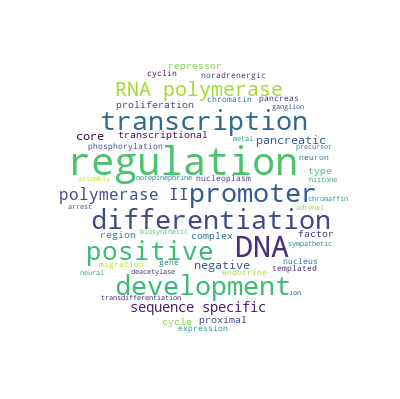 repressor
cyclin noradrenergic
RNA polymerase
proliferation chromatin pancreas
ganglion
transcription
core transcriptional metal pancreatic precursor
phosphorylation neuron
regulation
type
assembly norepinephrine nucleoplasm histone
polymerase II promoter chromaffin
arrest adrenal
differentiation
region biosynthetic complex factor
positive DNA sympathetic
migration gene negative nucleus
neural deacetylase endocrine templated
development ion
transdifferentiation
sequence specific
cycle proximal
expression